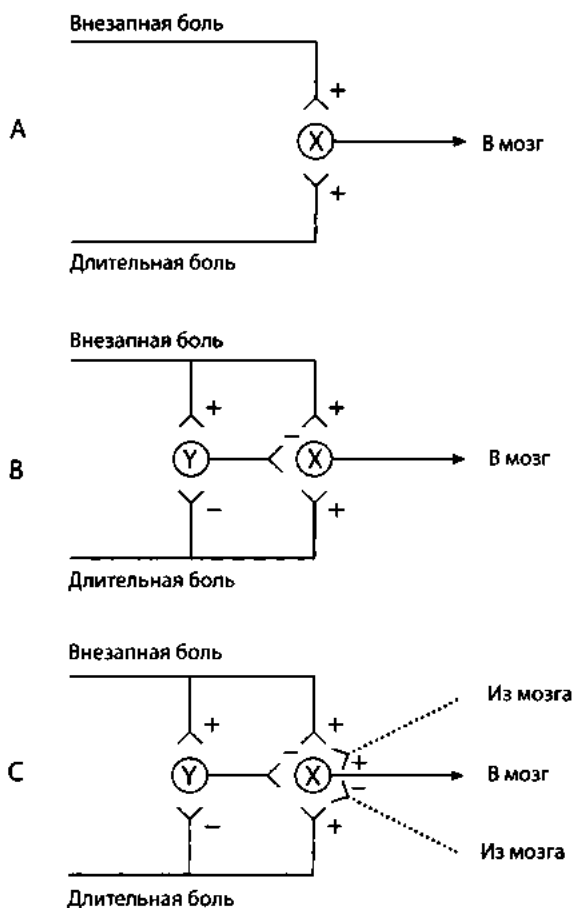 Внезапная боль
+
A
X
В мозг
+
Длительная боль
Внезапная боль
+ +
−
B
Y X
В мозг
− +
Длительная боль
Внезапная боль
Из мозга
+ +
− +
C
Y X
В мозг
−
− +
Из мозга
Длительная боль